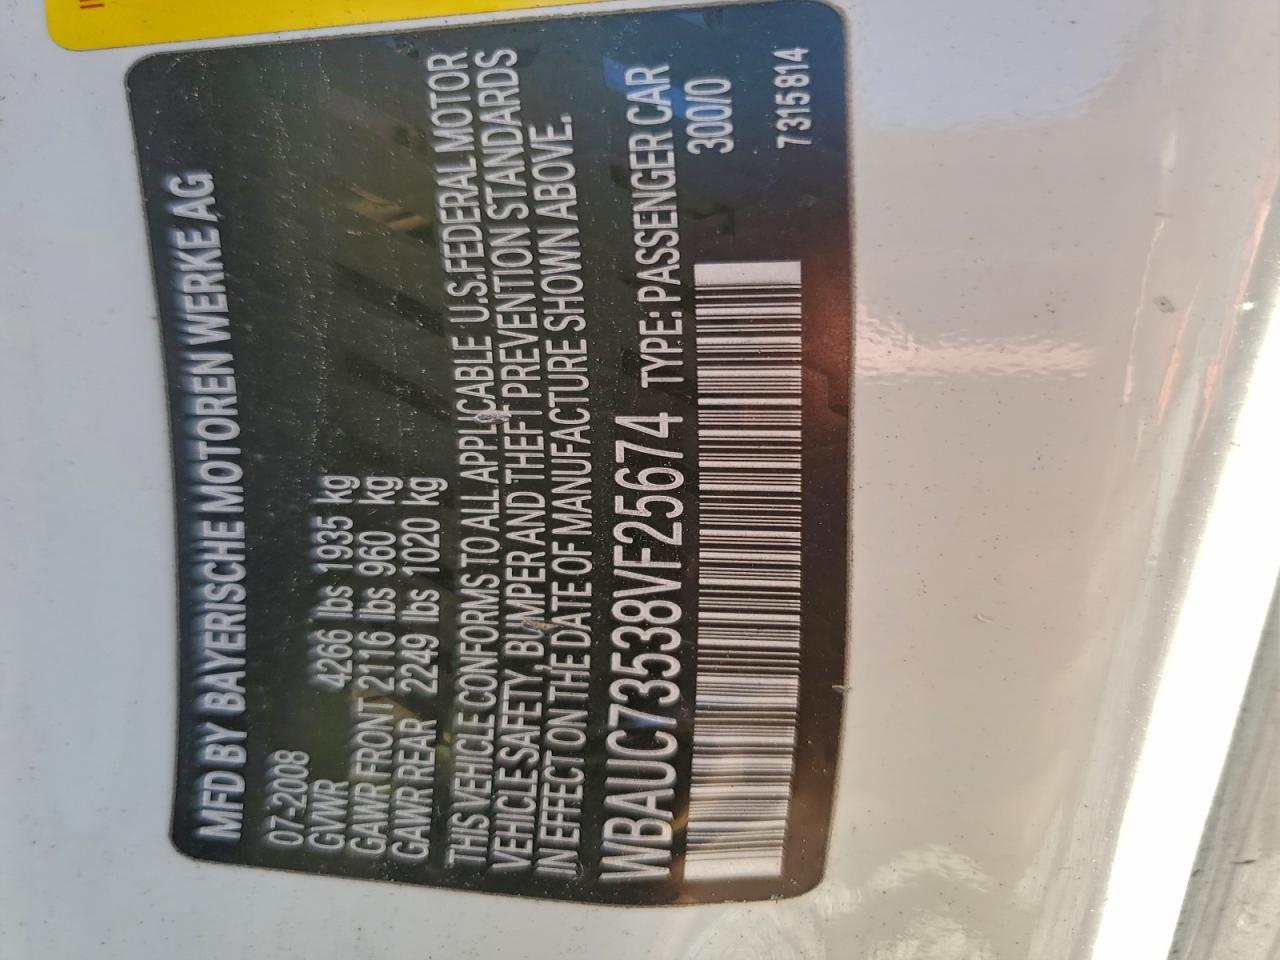 MFD BY BAYERISCHE MOTOREN WERKE AG
07-2008
GVWR 4266 lbs 1935 kg
GAWR FRONT 2116 lbs 960 kg
GAWR REAR 2249 lbs 1020 kg
THIS VEHICLE CONFORMS TO ALL APPLICABLE U.S. FEDERAL MOTOR
VEHICLE SAFETY, BUMPER AND THEFT PREVENTION STANDARDS
IN EFFECT ON THE DATE OF MANUFACTURE SHOWN ABOVE.
WBAUC73538VF25674 TYPE: PASSENGER CAR
300/0
7315814